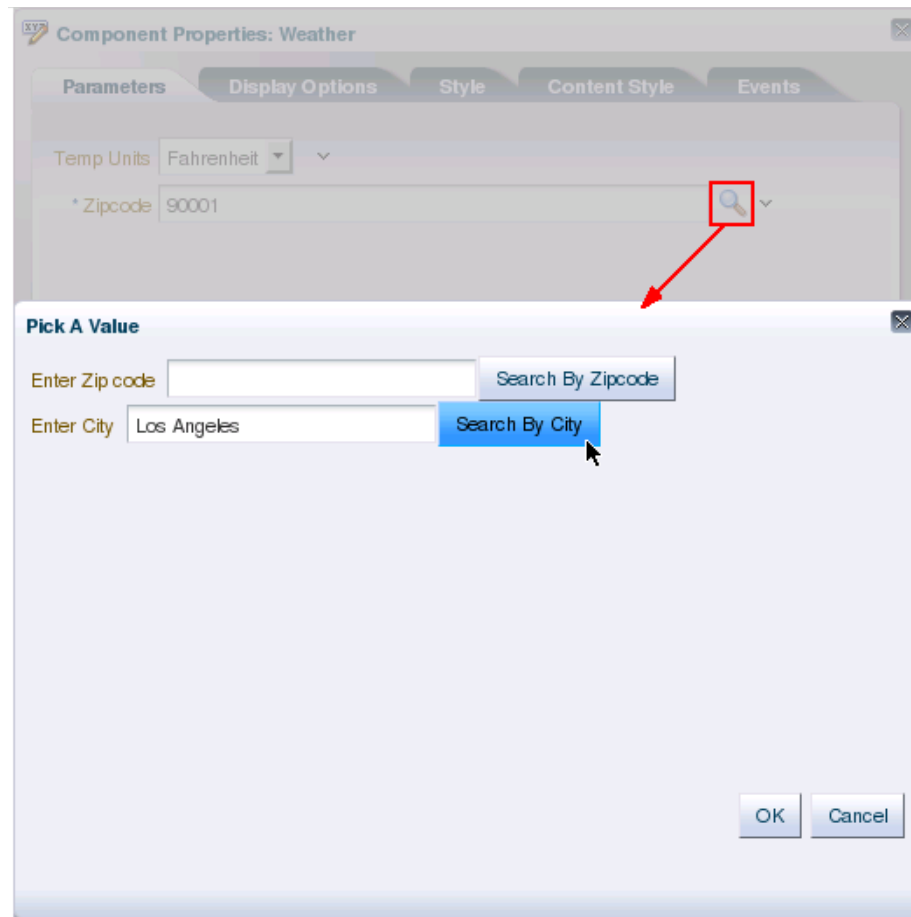 Component Properties: Weather
Parameters Display Options Style Content Style Events
Temp Units Fahrenheit
* Zipcode 90001
Pick A Value
Enter Zip code Search By Zipcode
Enter City Los Angeles Search By City
OK Cancel